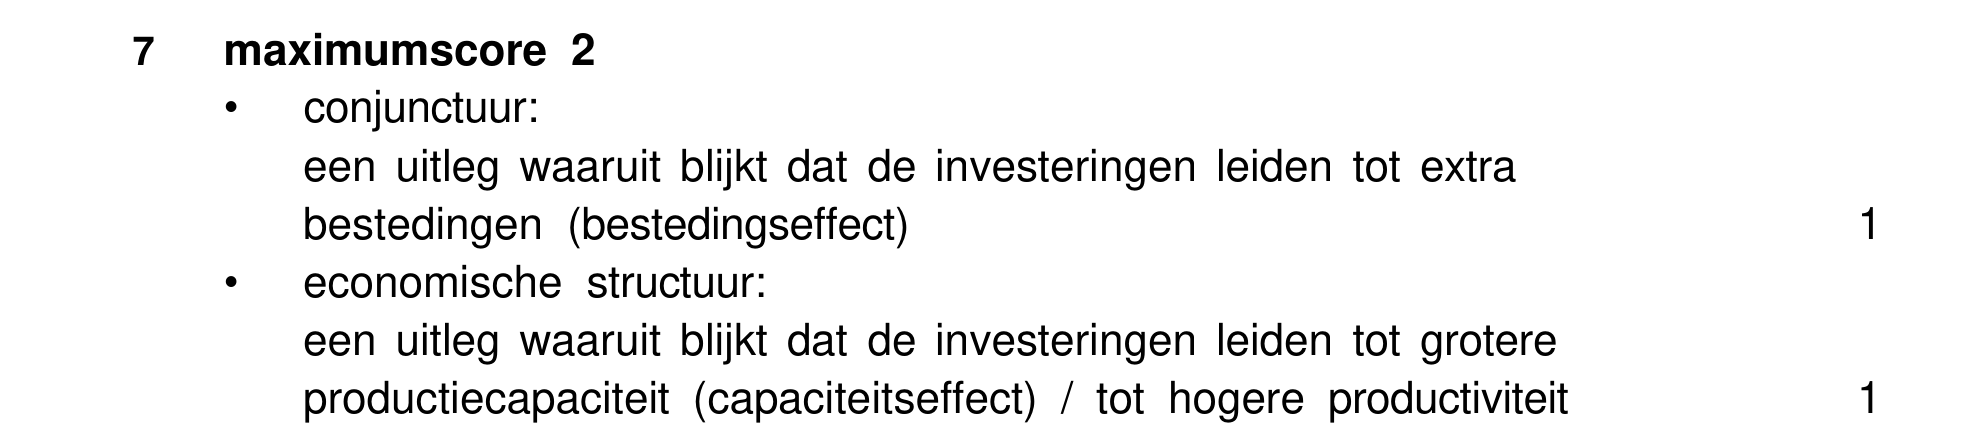 7 maximumscore 2
• conjunctuur:
een uitleg waaruit blijkt dat de investeringen leiden tot extra
bestedingen (bestedingseffect) 1
• economische structuur:
een uitleg waaruit blijkt dat de investeringen leiden tot grotere
productiecapaciteit (capaciteitseffect) / tot hogere productiviteit 1